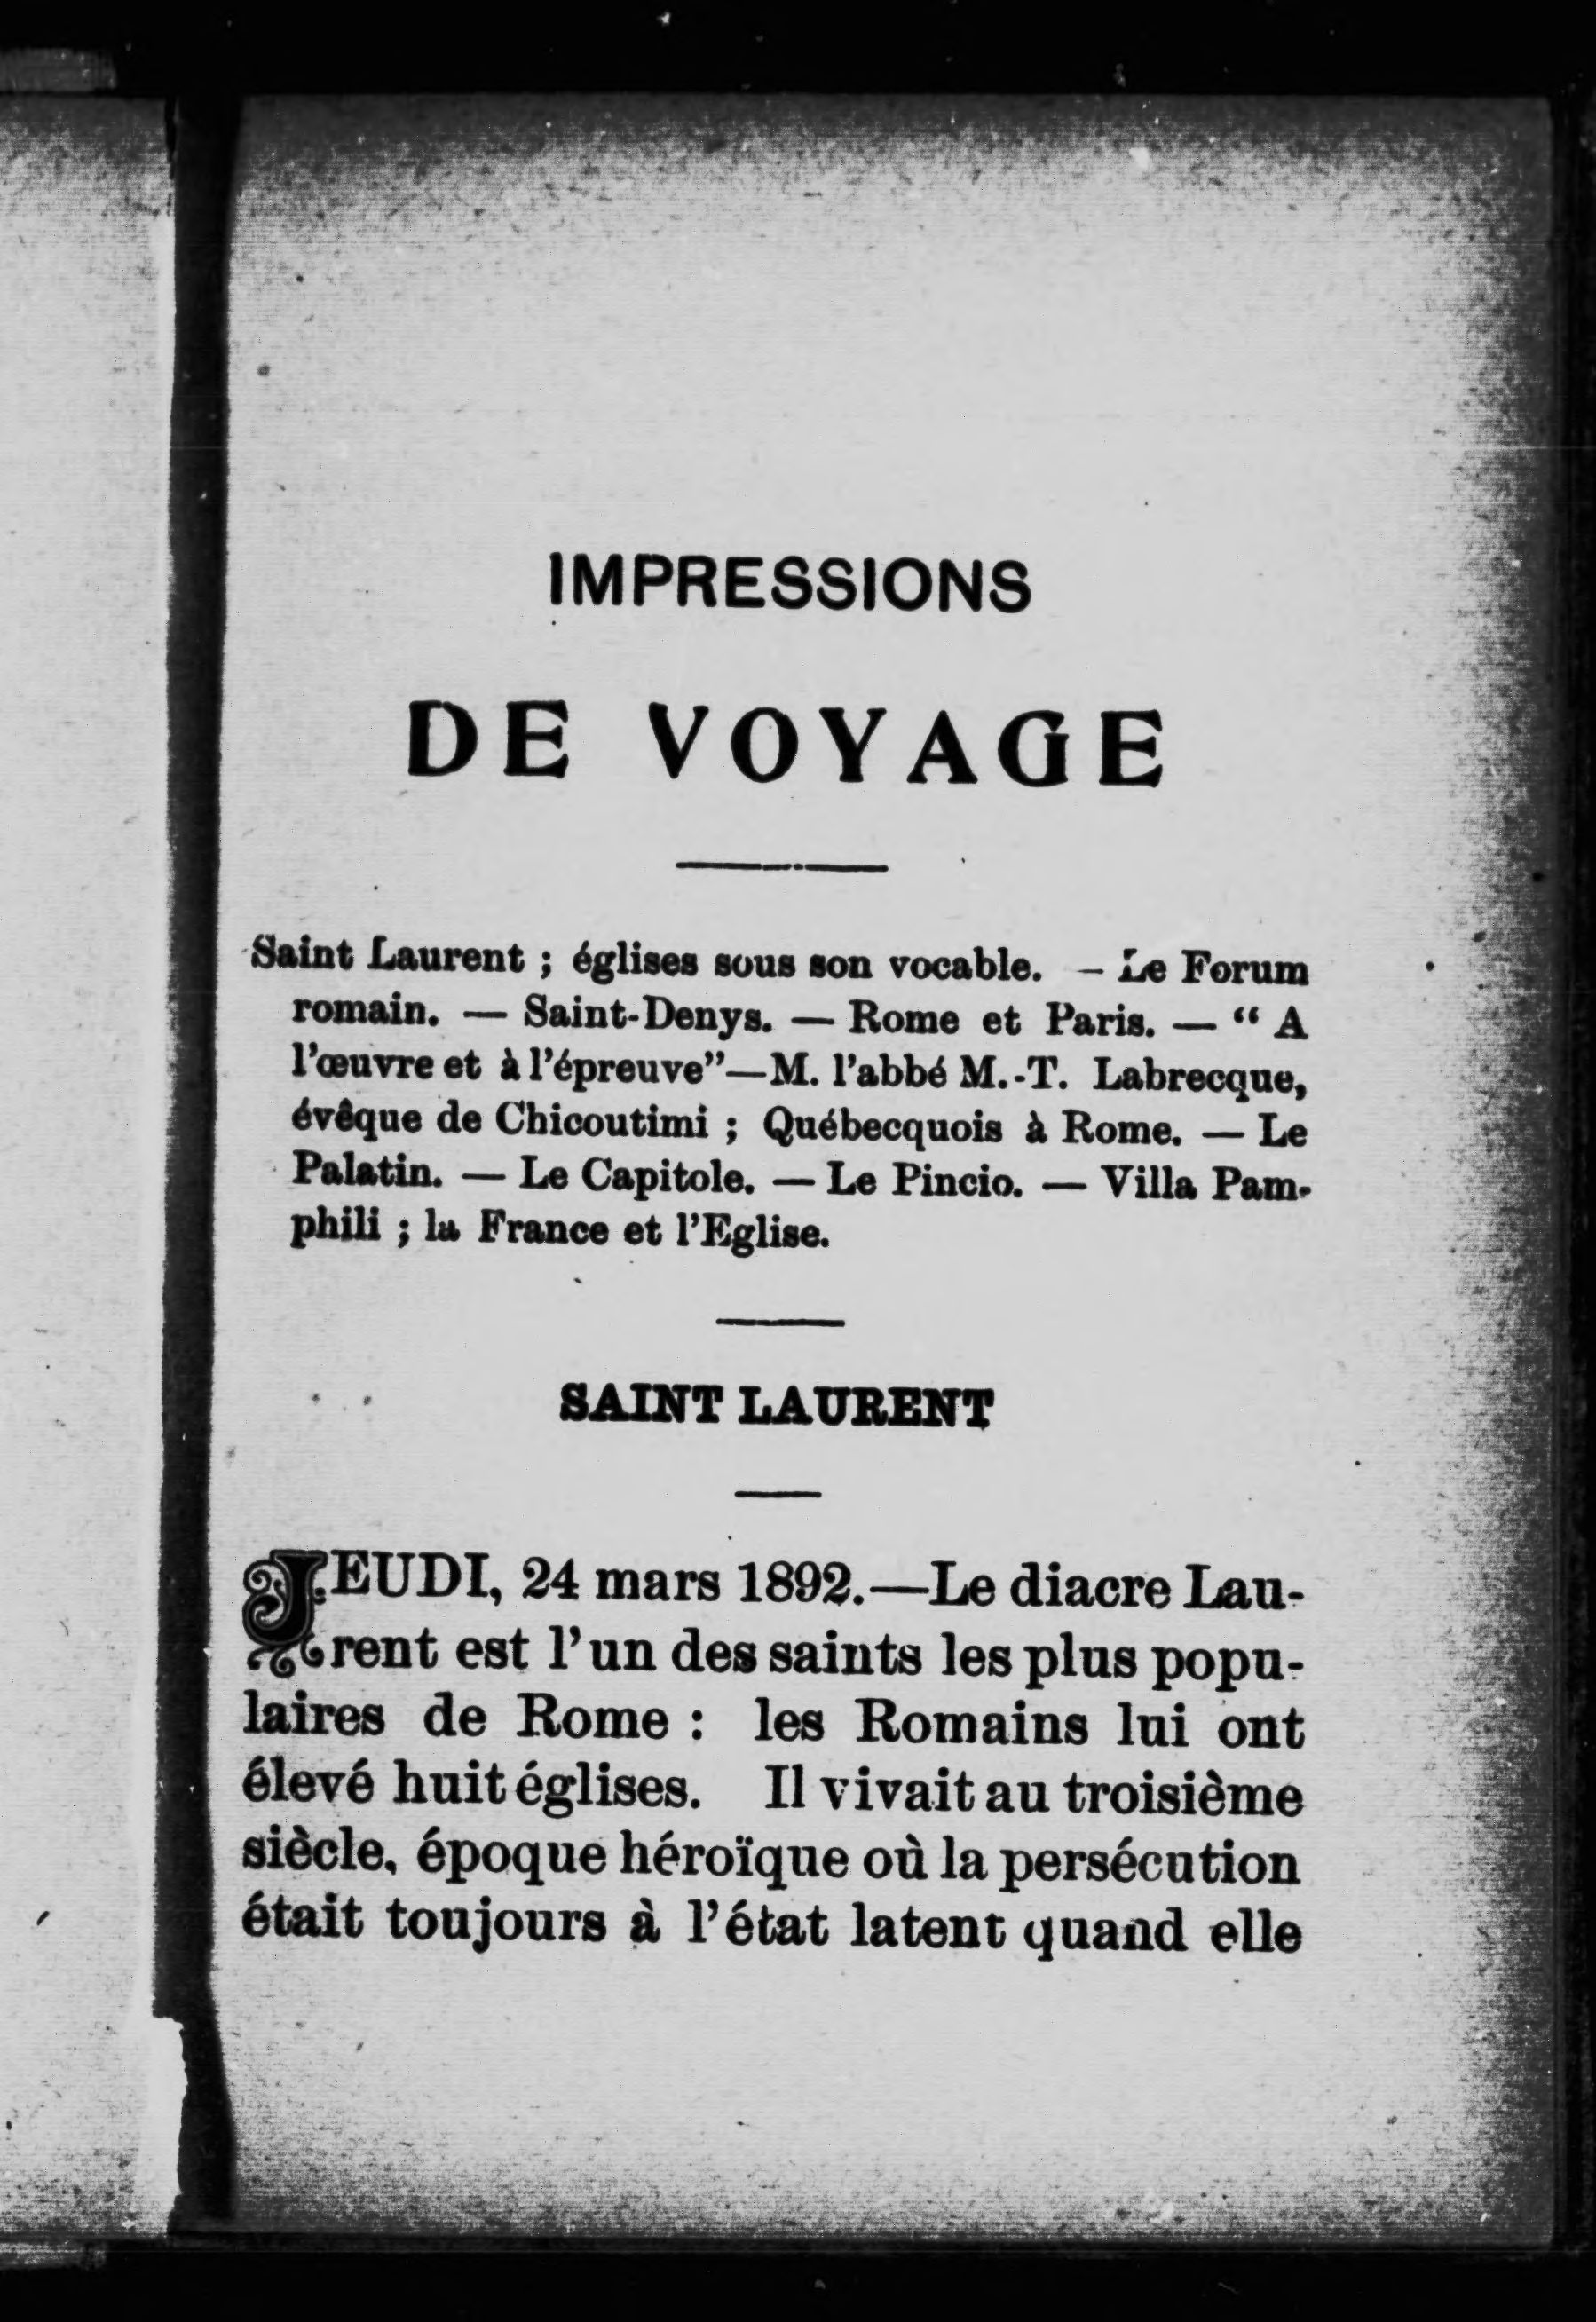 IMPRESSIONS
DE VOYAGE
Saint Laurent ; églises sous son vocable. – Le Forum
romain. — Saint-Denys. — Rome et Paris. — “ A
l’œuvre et à l’épreuve”—M. l’abbé M.-T. Labrecque,
évêque de Chicoutimi ; Québecquois à Rome. — Le
Palatin. — Le Capitole. — Le Pincio. — Villa Pam-
phili ; la France et l’Eglise.
SAINT LAURENT
JEUDI, 24 mars 1892.—Le diacre Lau-
rent est l’un des saints les plus popu-
laires de Rome : les Romains lui ont
élevé huit églises. Il vivait au troisième
siècle, époque héroïque où la persécution
était toujours à l’état latent quand elle